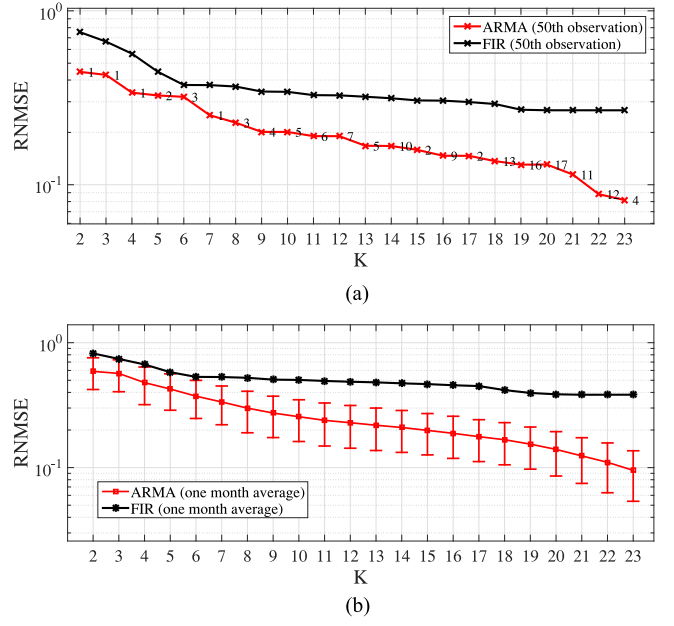 10^0
ARMA (50th observation)
FIR (50th observation)
RNMSE
1 1 1 2 3 1 3 4 5 6 7 5 10 2 9 2 13 16 17 11 12 4
10^-1
2 3 4 5 6 7 8 9 10 11 12 13 14 15 16 17 18 19 20 21 22 23
K
(a)
10^0
RNMSE
10^-1
ARMA (one month average)
FIR (one month average)
2 3 4 5 6 7 8 9 10 11 12 13 14 15 16 17 18 19 20 21 22 23
K
(b)